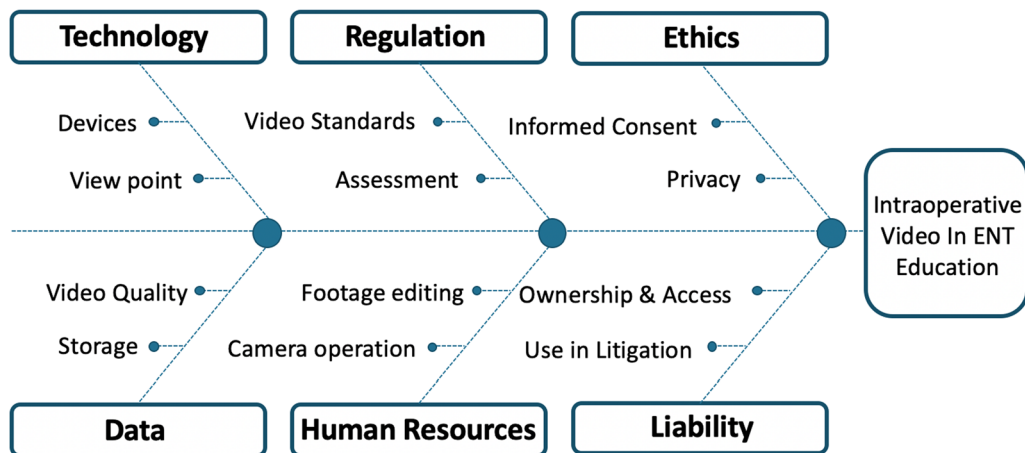 Technology
Regulation
Ethics
Devices
Video Standards
Informed Consent
View point
Assessment
Privacy
Intraoperative
Video In ENT
Education
Video Quality
Footage editing
Ownership & Access
Storage
Camera operation
Use in Litigation
Data
Human Resources
Liability